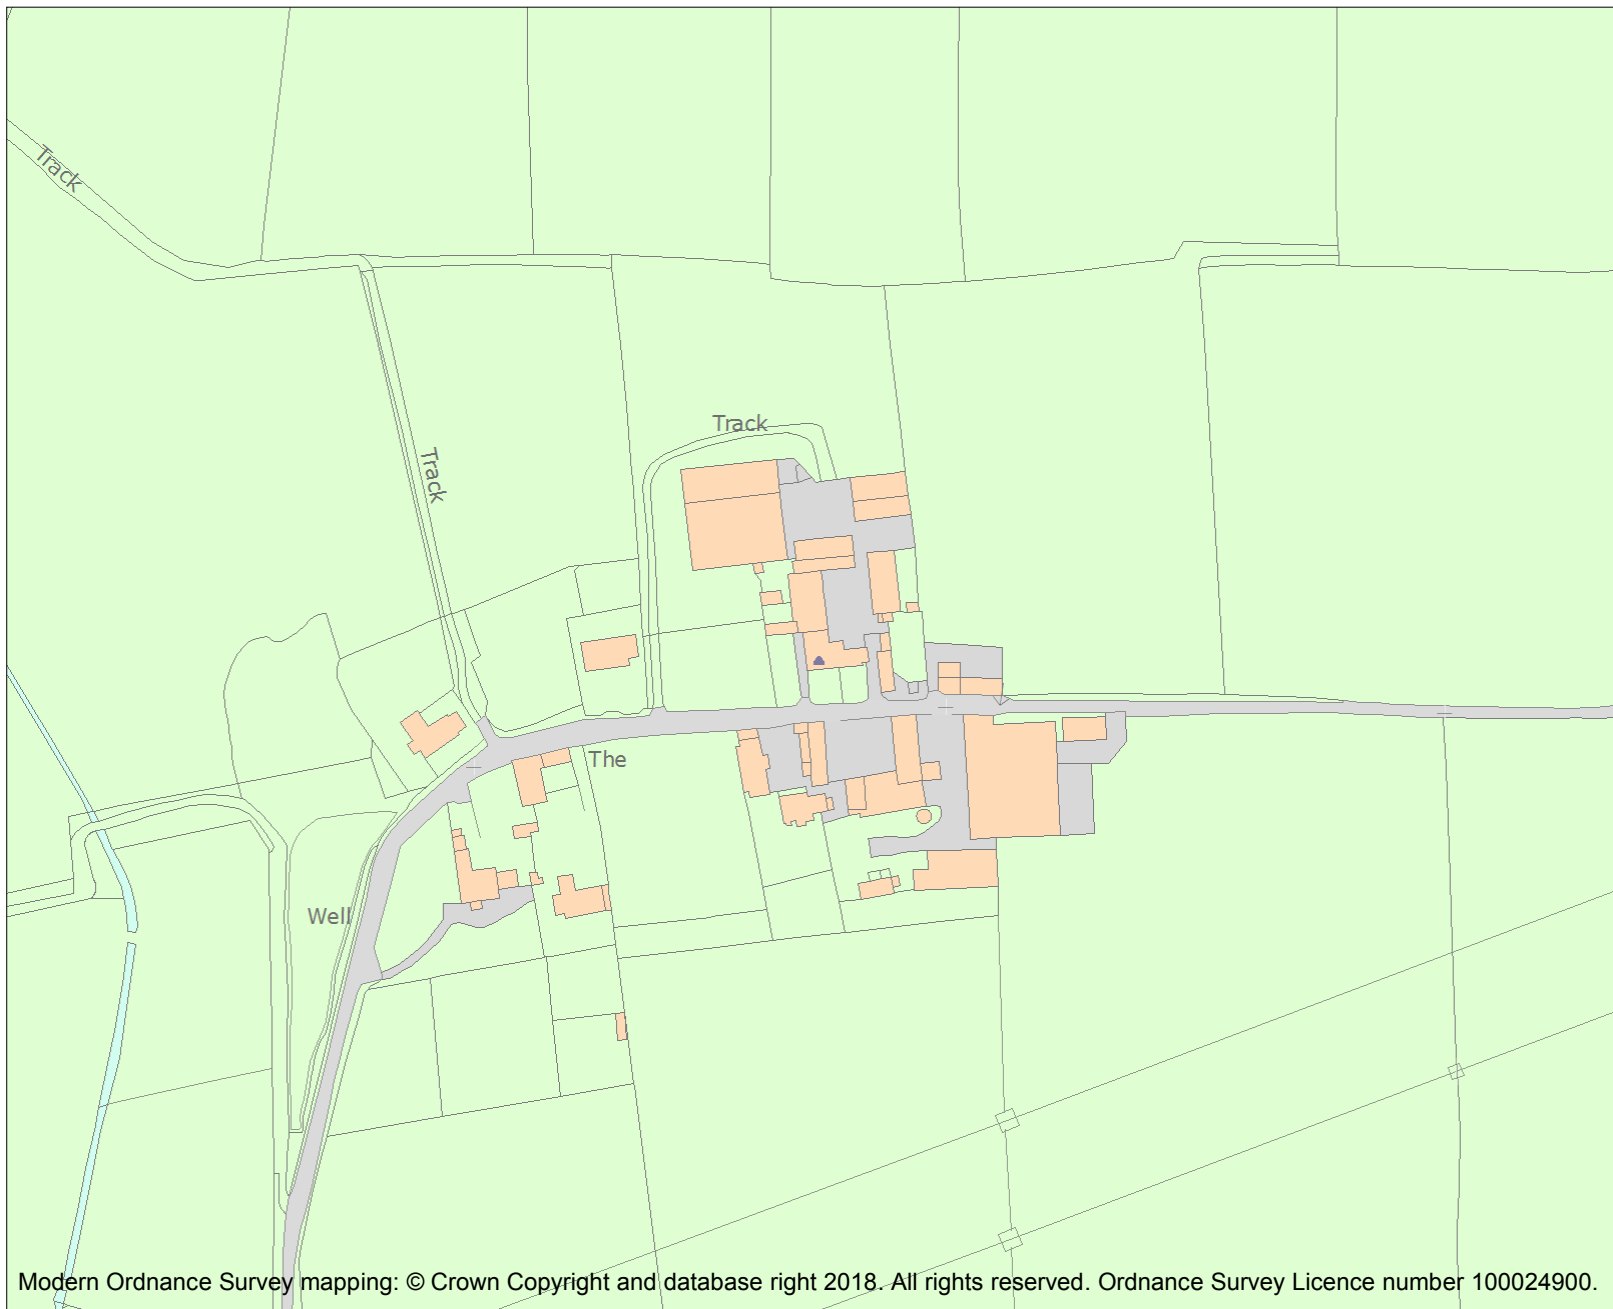 Track
Track
Track
The
Well
Modern Ordnance Survey mapping: © Crown Copyright and database right 2018. All rights reserved. Ordnance Survey Licence number 100024900.